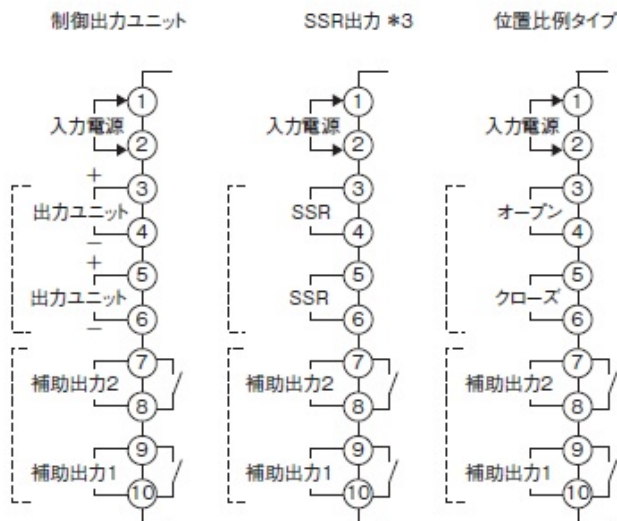 制御出力ユニット
1
入力電源
2
+
3
出力ユニット
4
−
+
5
出力ユニット
6
−
7
補助出力2
8
9
補助出力1
10
SSR出力 *3
1
入力電源
2
3
SSR
4
5
SSR
6
7
補助出力2
8
9
補助出力1
10
位置比例タイプ
1
入力電源
2
3
オープン
4
5
クローズ
6
7
補助出力2
8
9
補助出力1
10